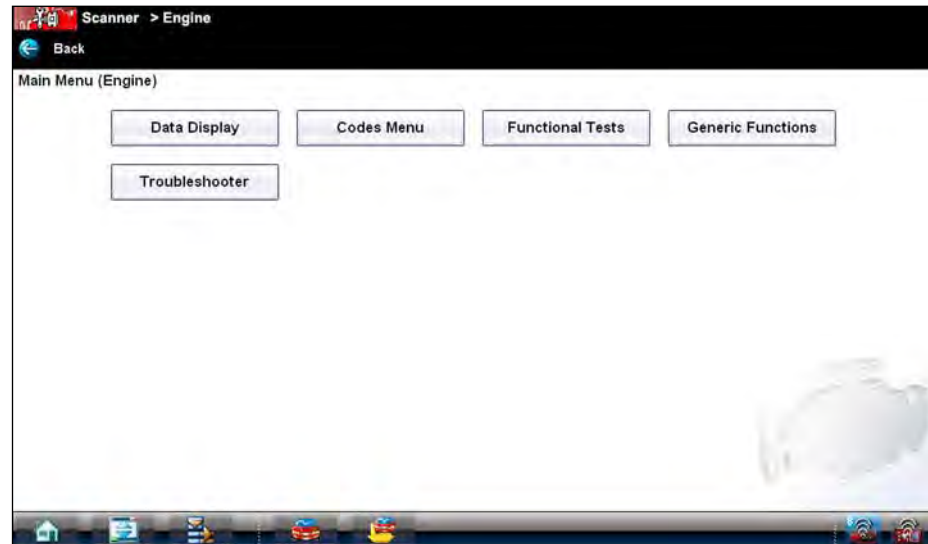 Scanner > Engine
Back
Main Menu (Engine)
Data Display Codes Menu Functional Tests Generic Functions
Troubleshooter